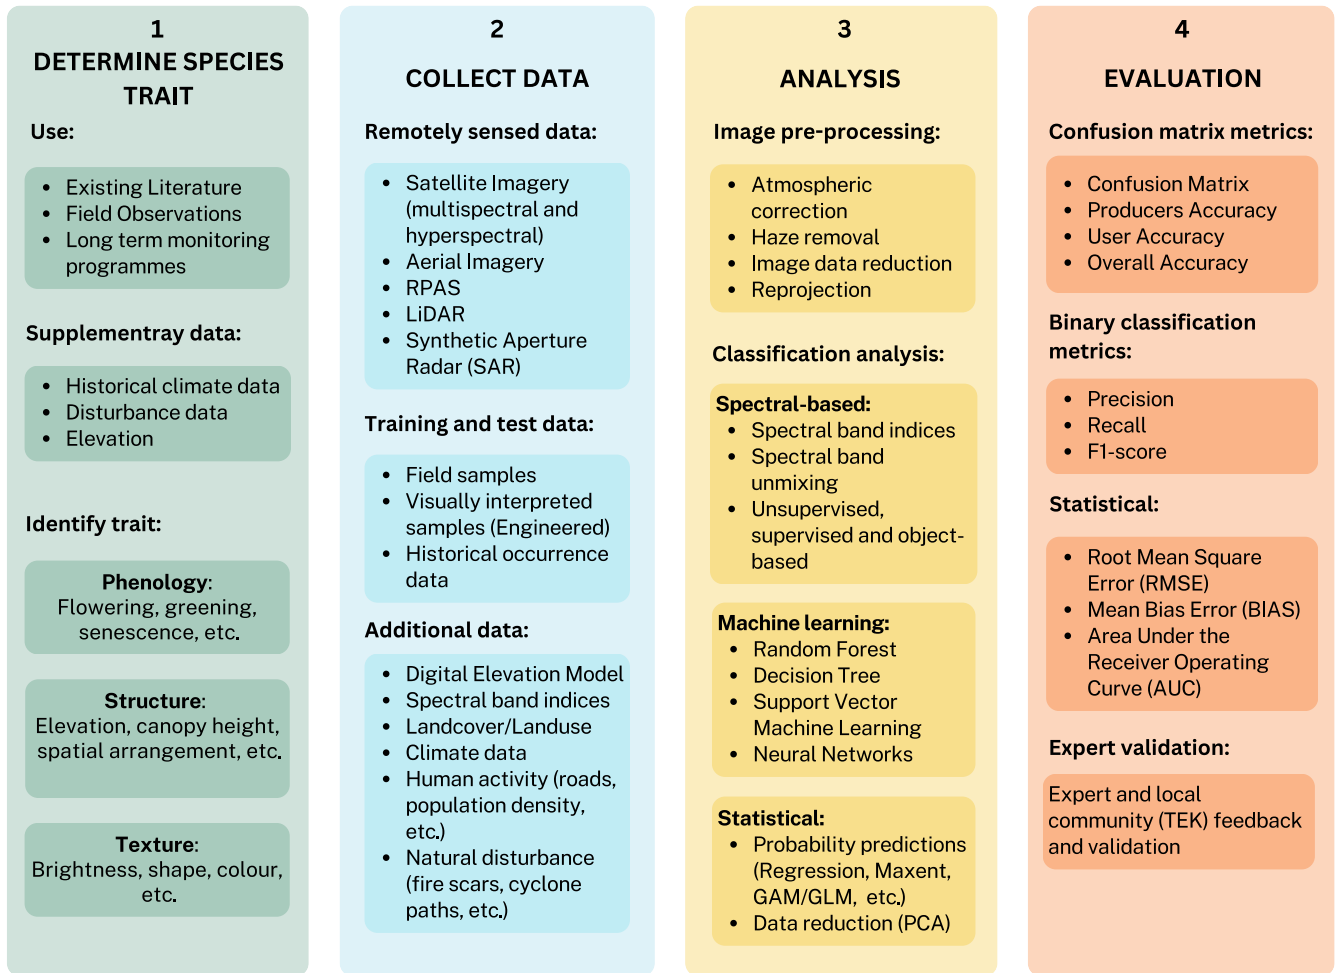 1
DETERMINE SPECIES
TRAIT
Use:
• Existing Literature
• Field Observations
• Long term monitoring
programmes
Supplementray data:
• Historical climate data
• Disturbance data
• Elevation
Identify trait:
Phenology:
Flowering, greening,
senescence, etc.
Structure:
Elevation, canopy height,
spatial arrangement, etc.
Texture:
Brightness, shape, colour,
etc.
2
COLLECT DATA
Remotely sensed data:
• Satellite Imagery
(multispectral and
hyperspectral)
• Aerial Imagery
• RPAS
• LiDAR
• Synthetic Aperture
Radar (SAR)
Training and test data:
• Field samples
• Visually interpreted
samples (Engineered)
• Historical occurrence
data
Additional data:
• Digital Elevation Model
• Spectral band indices
• Landcover/Landuse
• Climate data
• Human activity (roads,
population density,
etc.)
• Natural disturbance
(fire scars, cyclone
paths, etc.)
3
ANALYSIS
Image pre-processing:
• Atmospheric
correction
• Haze removal
• Image data reduction
• Reprojection
Classification analysis:
Spectral-based:
• Spectral band indices
• Spectral band
unmixing
• Unsupervised,
supervised and object-
based
Machine learning:
• Random Forest
• Decision Tree
• Support Vector
Machine Learning
• Neural Networks
Statistical:
• Probability predictions
(Regression, Maxent,
GAM/GLM, etc.)
• Data reduction (PCA)
4
EVALUATION
Confusion matrix metrics:
• Confusion Matrix
• Producers Accuracy
• User Accuracy
• Overall Accuracy
Binary classification
metrics:
• Precision
• Recall
• F1-score
Statistical:
• Root Mean Square
Error (RMSE)
• Mean Bias Error (BIAS)
• Area Under the
Receiver Operating
Curve (AUC)
Expert validation:
Expert and local
community (TEK) feedback
and validation